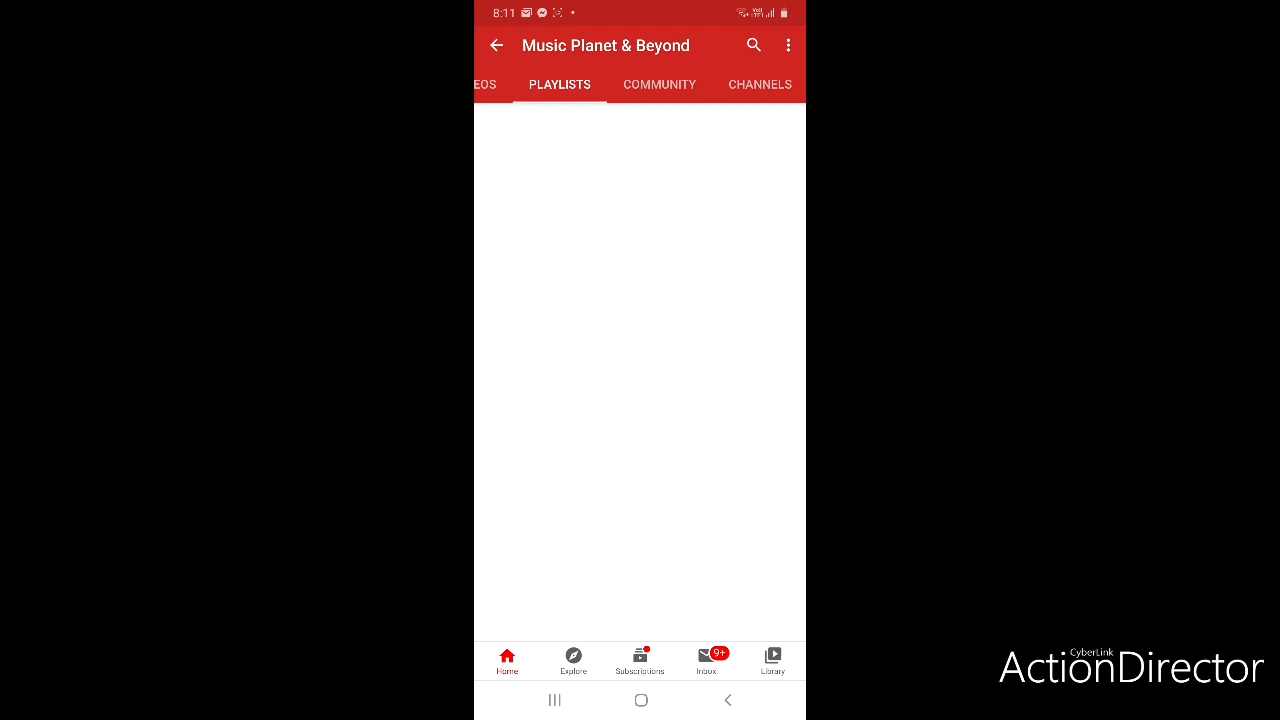 8:11
Music Planet & Beyond
EOS PLAYLISTS COMMUNITY CHANNELS
9+
Home Explore Subscriptions Inbox Library
CyberLink
ActionDirector